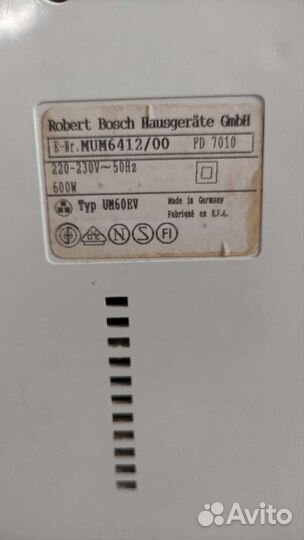 Robert Bosch Hausgeräte GmbH
E-Nr. MUM6412/00 FD 7010
220-230V~50Hz
600W
Typ UM60EV
Made in Germany
Fabriqué en R.F.A.
N S FI
Avito